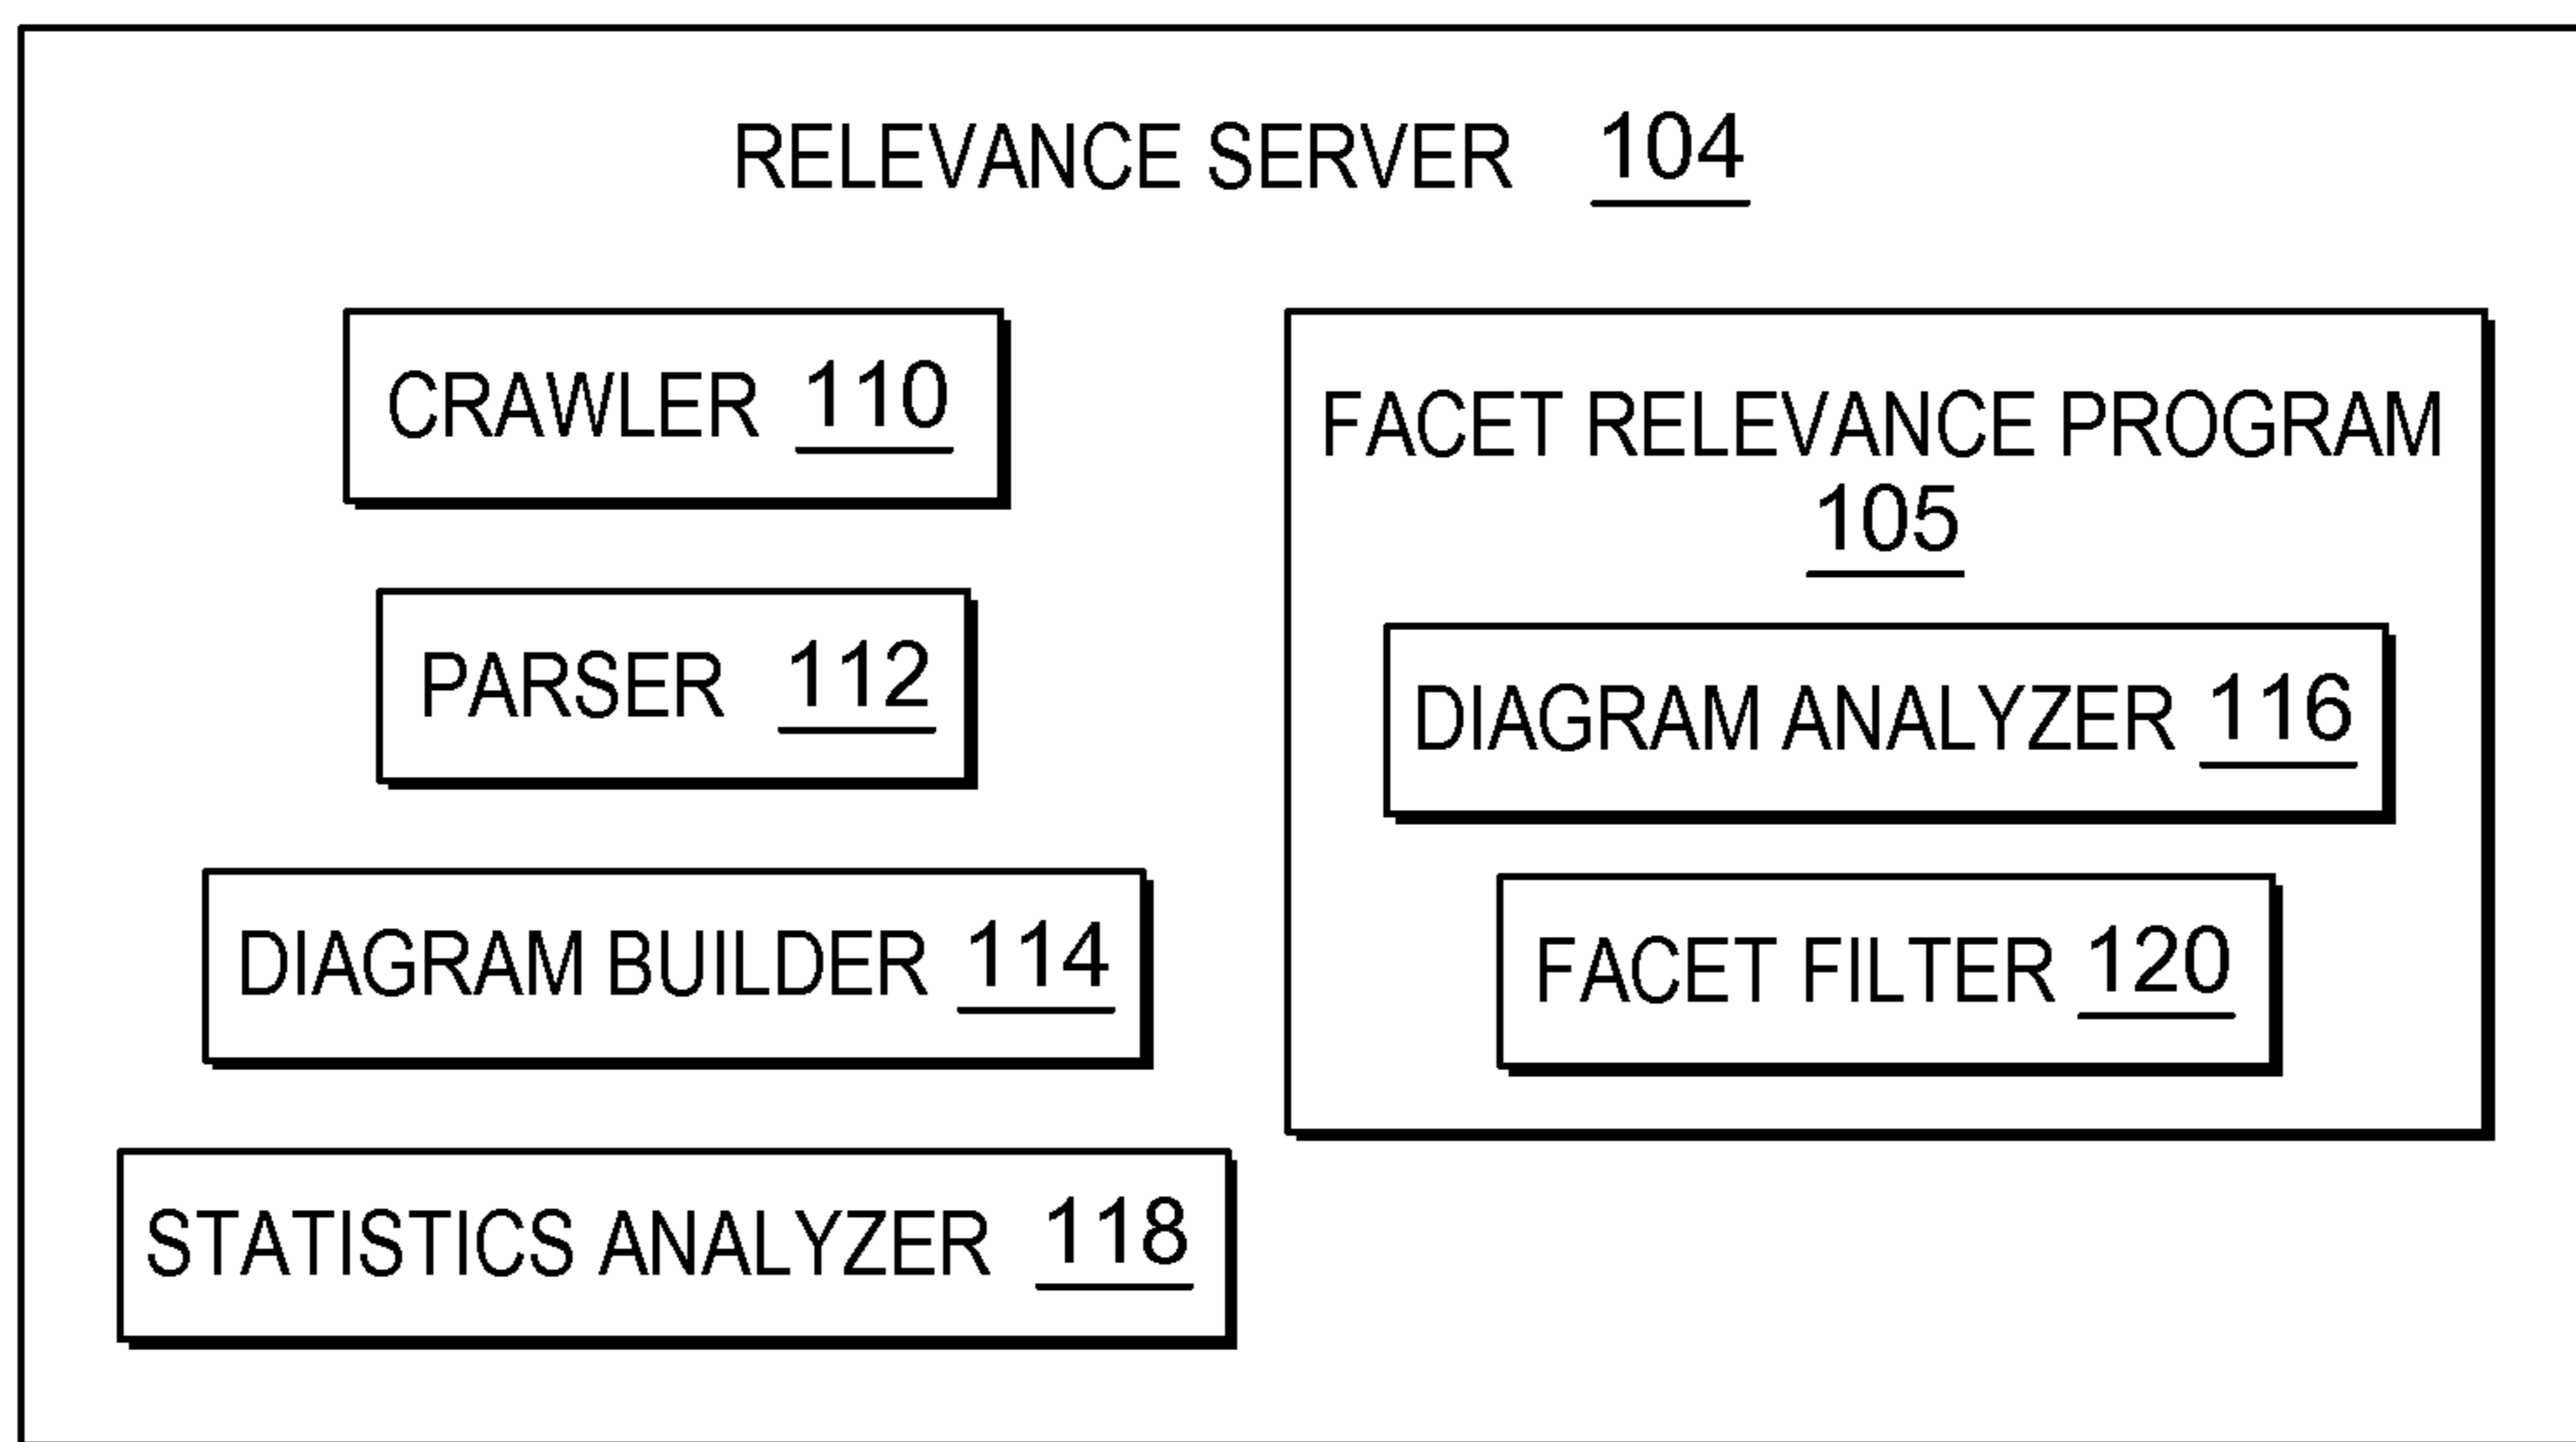 RELEVANCE SERVER 104
CRAWLER 110
PARSER 112
DIAGRAM BUILDER 114
STATISTICS ANALYZER 118
FACET RELEVANCE PROGRAM
105
DIAGRAM ANALYZER 116
FACET FILTER 120